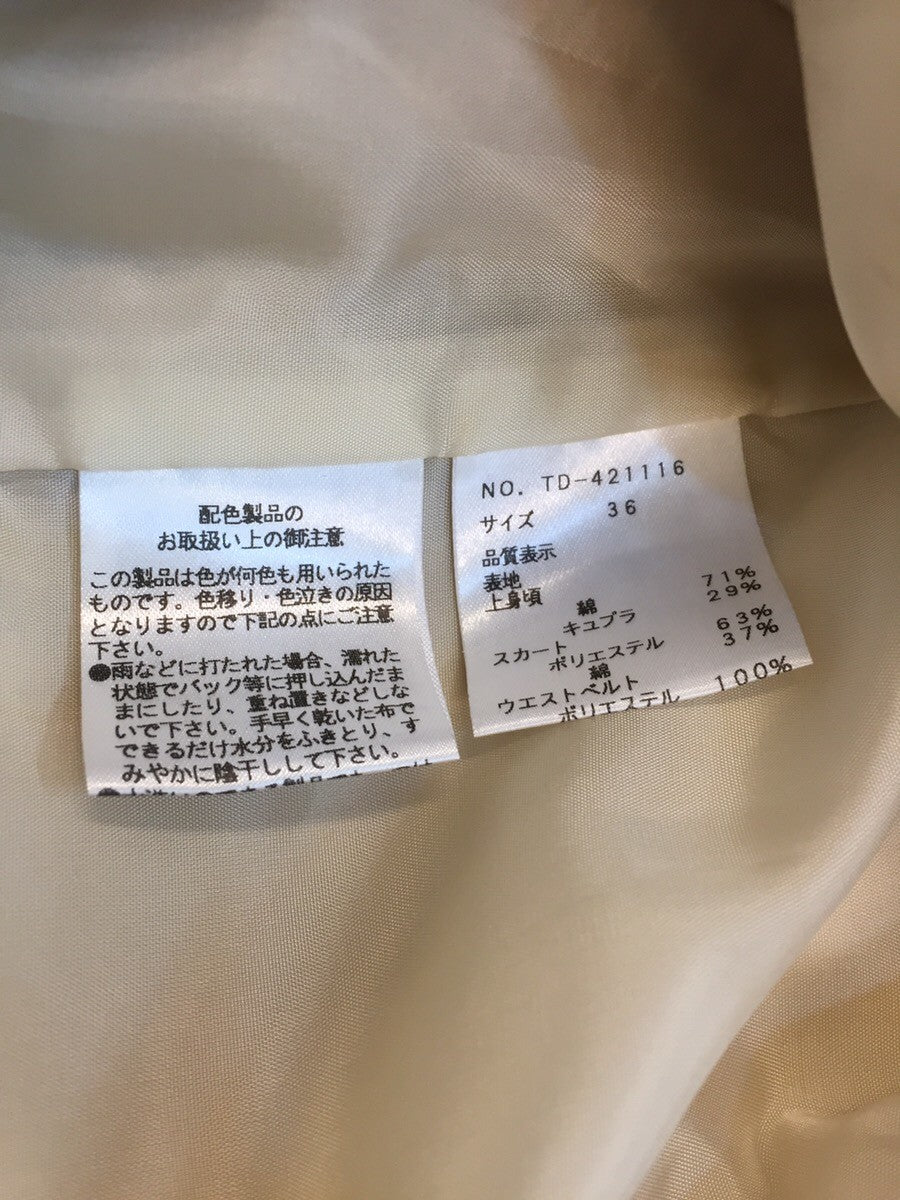 配色製品の
お取扱い上の御注意
この製品は色が何色も用いられた
ものです。色移り・色泣きの原因
となりますので下記の点にご注意
下さい。
●雨などに打たれた場合、濡れた
状態でバック等に押し込んだま
まにしたり、重ね置きなどしな
いで下さい。手早く乾いた布で
できるだけ水分をふきとり、す
みやかに陰干しして下さい。
NO. TD-421116
サイズ 36
品質表示
表地
上身頃
綿 71%
キュプラ 29%
スカート
ポリエステル 63%
綿 37%
ウエストベルト
ポリエステル 100%